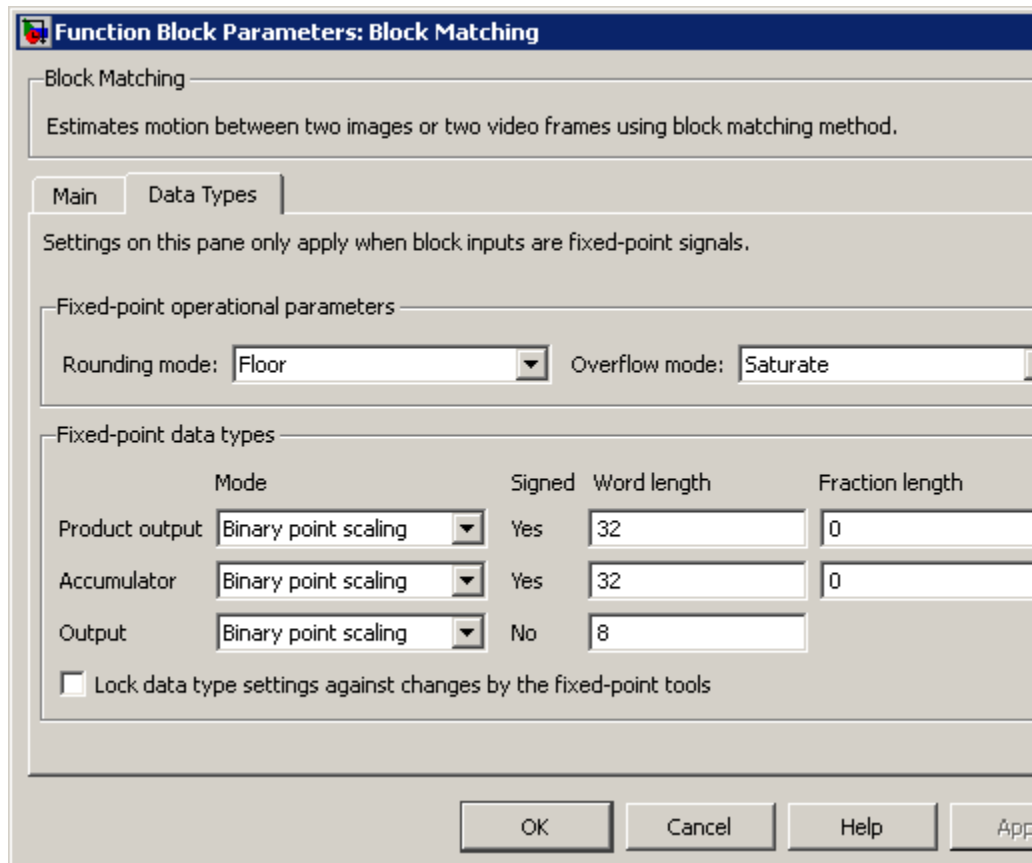 Function Block Parameters: Block Matching
Block Matching
Estimates motion between two images or two video frames using block matching method.
Main Data Types
Settings on this pane only apply when block inputs are fixed-point signals.
Fixed-point operational parameters
Rounding mode: Floor Overflow mode: Saturate
Fixed-point data types
Mode Signed Word length Fraction length
Product output Binary point scaling Yes 32 0
Accumulator Binary point scaling Yes 32 0
Output Binary point scaling No 8
Lock data type settings against changes by the fixed-point tools
OK Cancel Help App